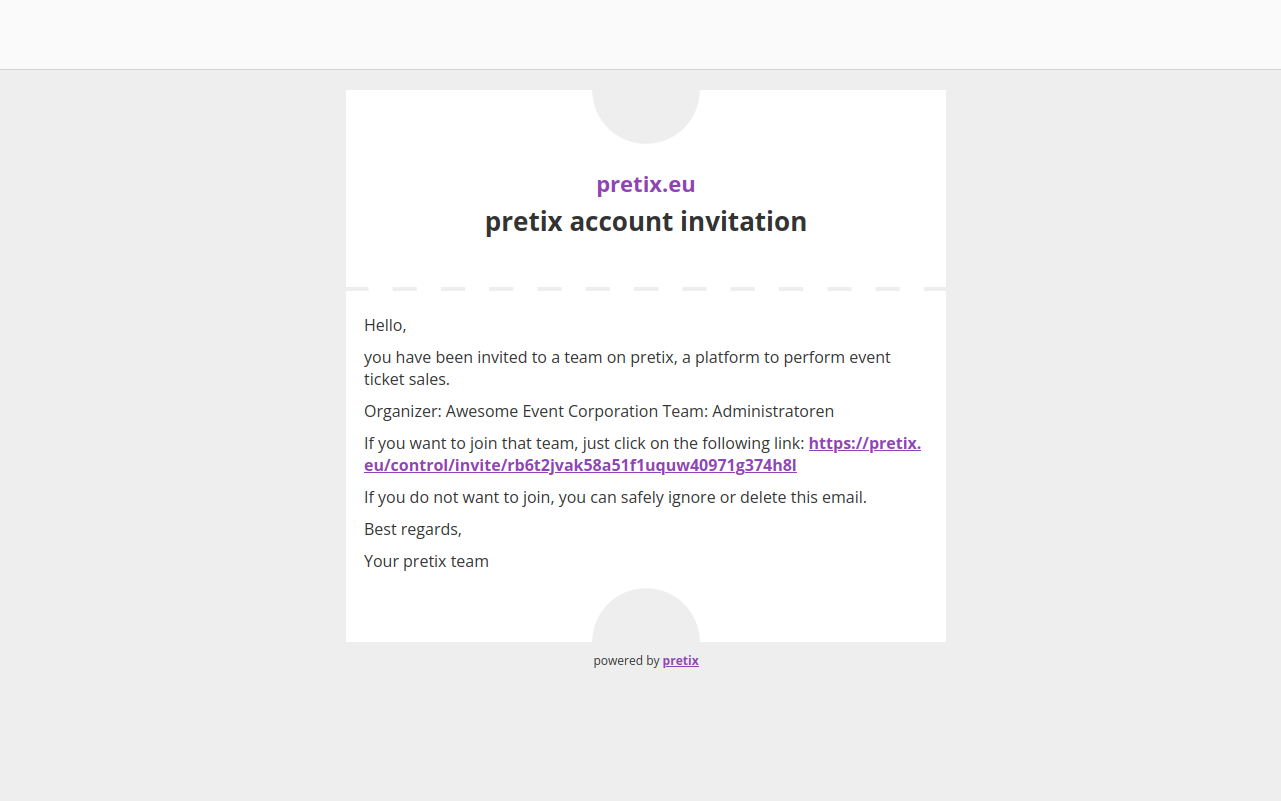 pretix.eu
pretix account invitation
Hello,
you have been invited to a team on pretix, a platform to perform event
ticket sales.
Organizer: Awesome Event Corporation Team: Administratoren
If you want to join that team, just click on the following link: https://pretix.
eu/control/invite/rb6t2jvak58a51f1uquw40971g374h8l
If you do not want to join, you can safely ignore or delete this email.
Best regards,
Your pretix team
powered by pretix